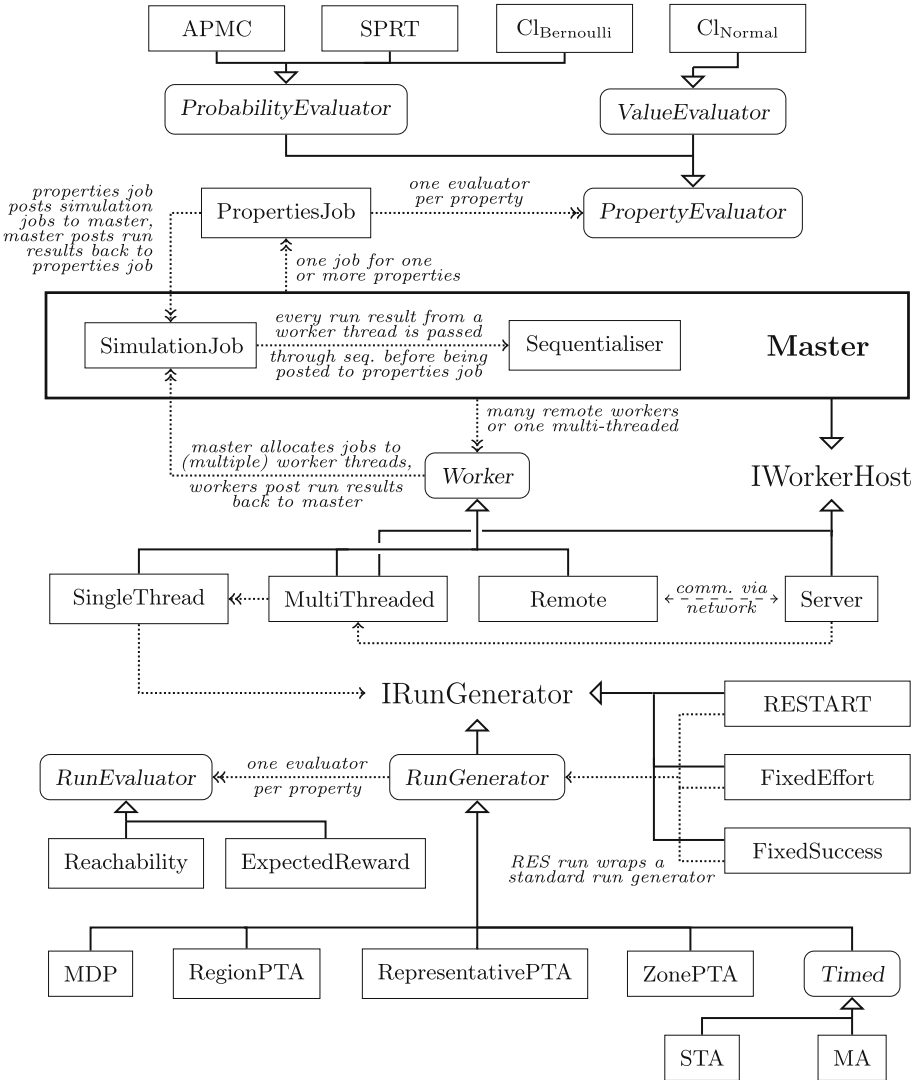 APMC
SPRT
CI_Bernoulli
CI_Normal
ProbabilityEvaluator
ValueEvaluator
properties job
posts simulation
jobs to master,
master posts run
results back to
properties job
PropertiesJob
one evaluator
per property
PropertyEvaluator
one job for one
or more properties
SimulationJob
every run result from a
worker thread is passed
through seq. before being
posted to properties job
Sequentialiser
Master
many remote workers
or one multi-threaded
master allocates jobs to
(multiple) worker threads,
workers post run results
back to master
Worker
IWorkerHost
SingleThread
MultiThreaded
Remote
comm. via
network
Server
IRunGenerator
RESTART
RunEvaluator
one evaluator
per property
RunGenerator
FixedEffort
Reachability
ExpectedReward
RES run wraps a
standard run generator
FixedSuccess
MDP
RegionPTA
RepresentativePTA
ZonePTA
Timed
STA
MA